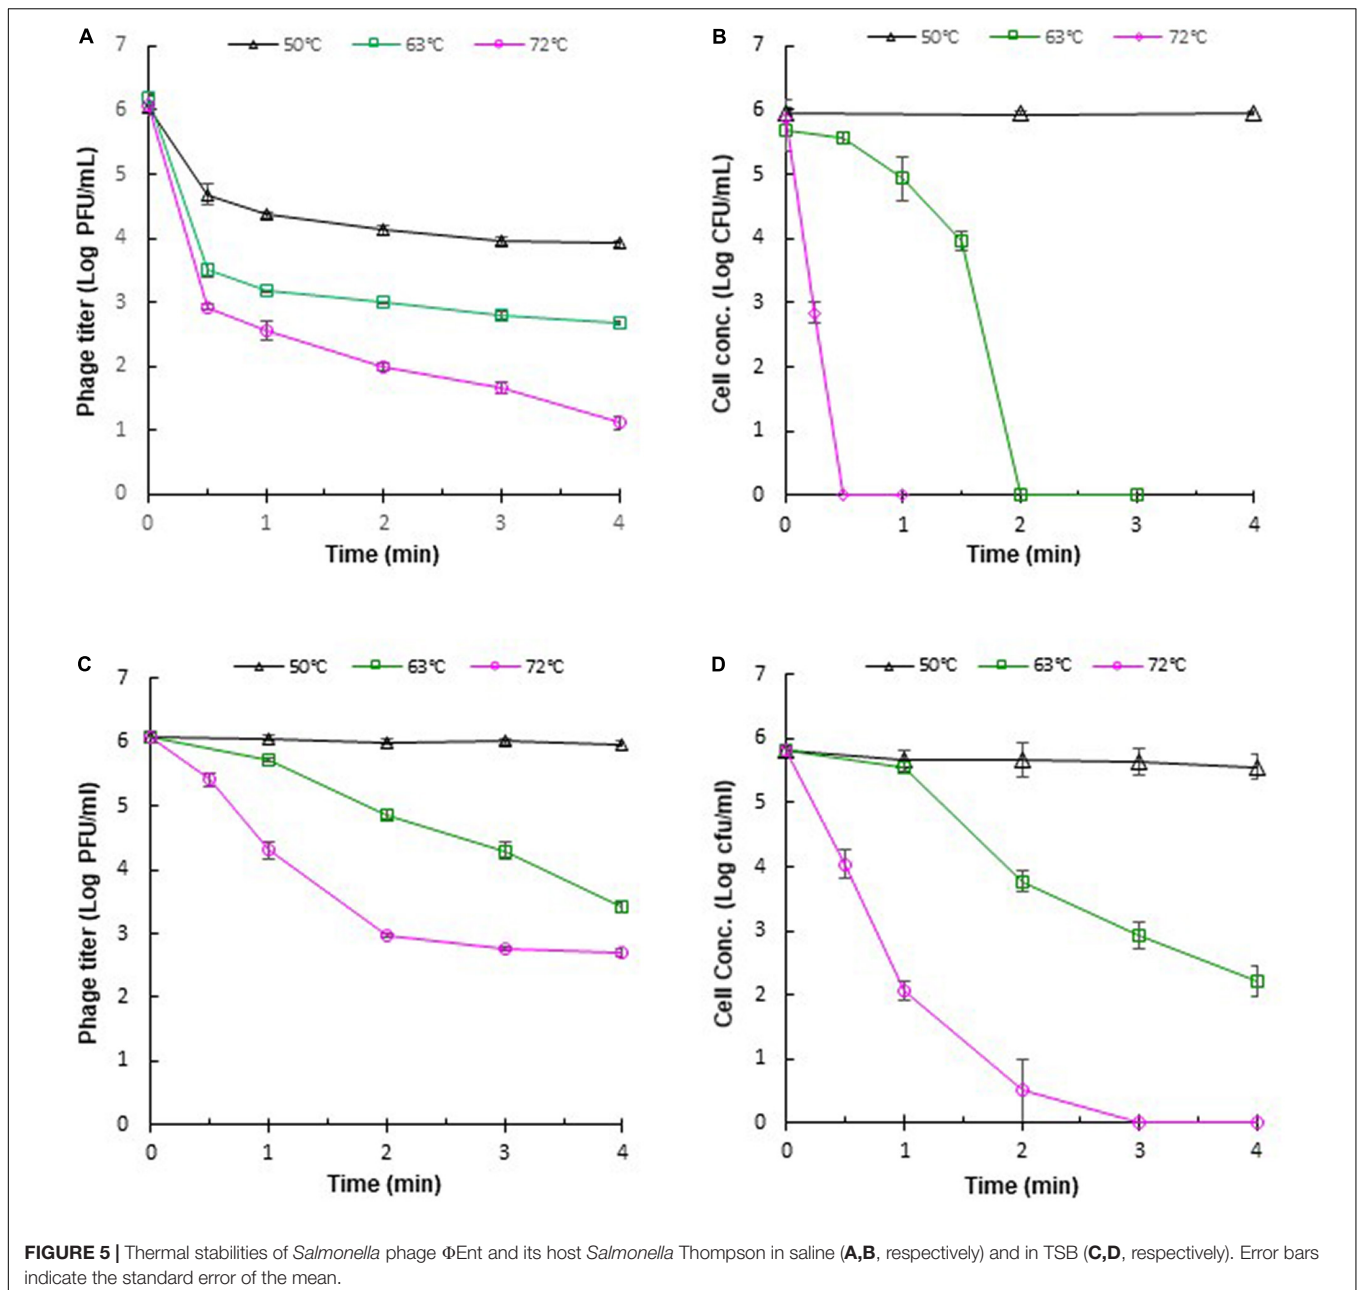 A
50°C 63°C 72°C
7
6
5
4
3
2
1
0
Phage titer (Log PFU/mL)
0 1 2 3 4
Time (min)
B
50°C 63°C 72°C
7
6
5
4
3
2
1
0
Cell conc. (Log CFU/mL)
0 1 2 3 4
Time (min)
C
50°C 63°C 72°C
7
6
5
4
3
2
1
0
Phage titer (Log PFU/ml)
0 1 2 3 4
Time (min)
D
50°C 63°C 72°C
7
6
5
4
3
2
1
0
Cell Conc. (Log cfu/ml)
0 1 2 3 4
Time (min)
FIGURE 5 | Thermal stabilities of Salmonella phage ΦEnt and its host Salmonella Thompson in saline (A,B, respectively) and in TSB (C,D, respectively). Error bars
indicate the standard error of the mean.